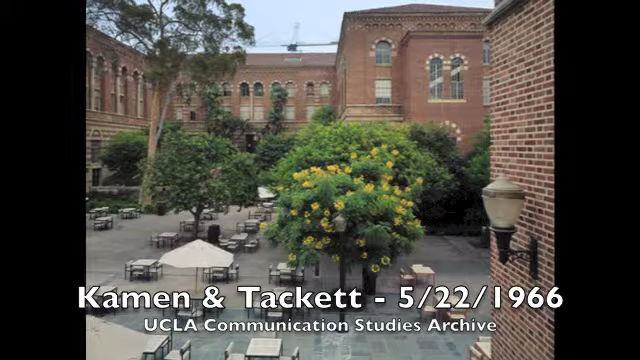 Kamen & Tackett - 5/22/1966
UCLA Communication Studies Archive